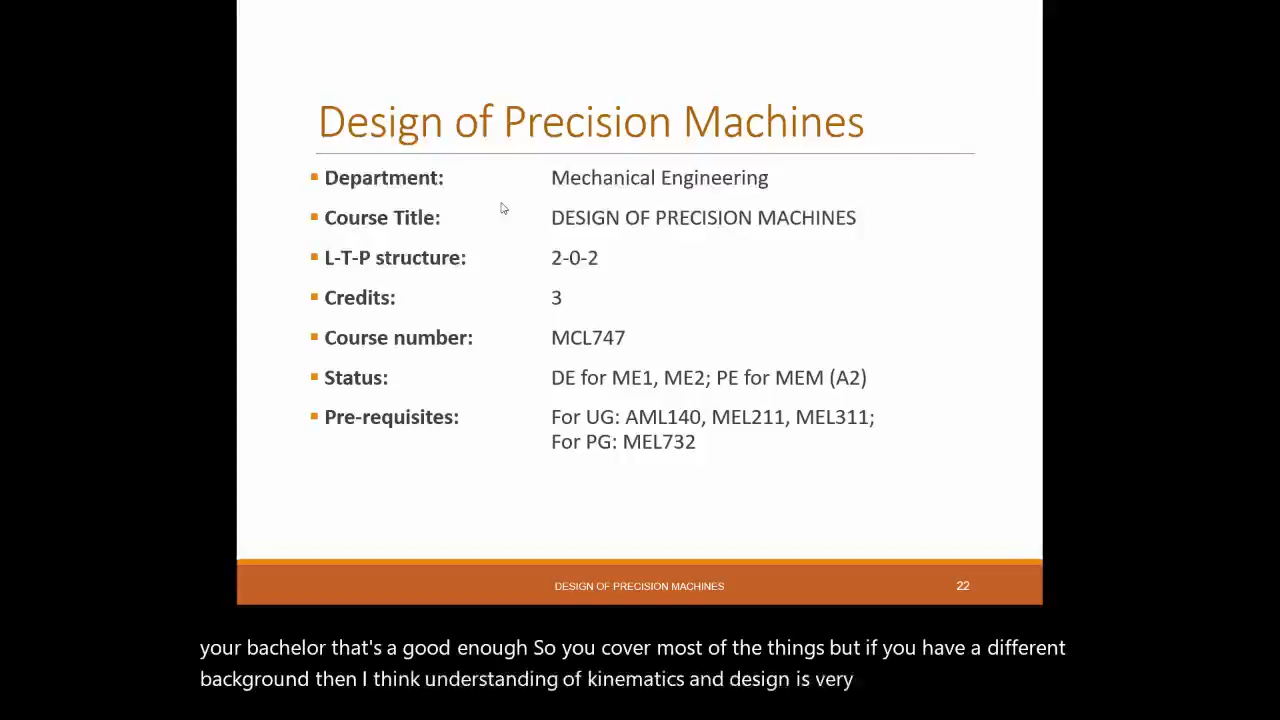 Design of Precision Machines
▪ Department: Mechanical Engineering
▪ Course Title: DESIGN OF PRECISION MACHINES
▪ L-T-P structure: 2-0-2
▪ Credits: 3
▪ Course number: MCL747
▪ Status: DE for ME1, ME2; PE for MEM (A2)
▪ Pre-requisites: For UG: AML140, MEL211, MEL311;
For PG: MEL732
DESIGN OF PRECISION MACHINES 22
your bachelor that's a good enough So you cover most of the things but if you have a different
background then I think understanding of kinematics and design is very